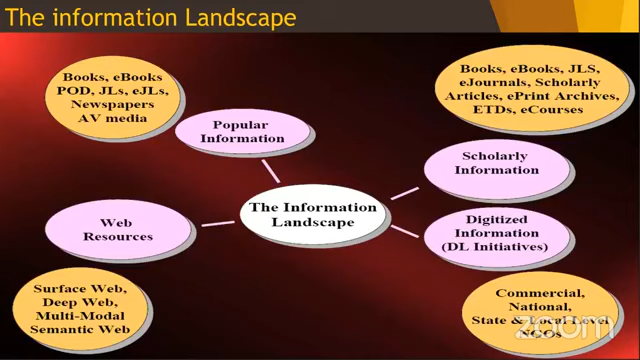 The information Landscape
Books, eBooks
POD, JLs, eJLs,
Newspapers
AV media
Popular
Information
Books, eBooks, JLS,
eJournals, Scholarly
Articles, ePrint Archives,
ETDs, eCourses
Scholarly
Information
The Information
Landscape
Web
Resources
Digitized
Information
(DL Initiatives)
Surface Web,
Deep Web,
Multi-Modal
Semantic Web
Commercial,
National,
State & Local Level
NGOs
zoom